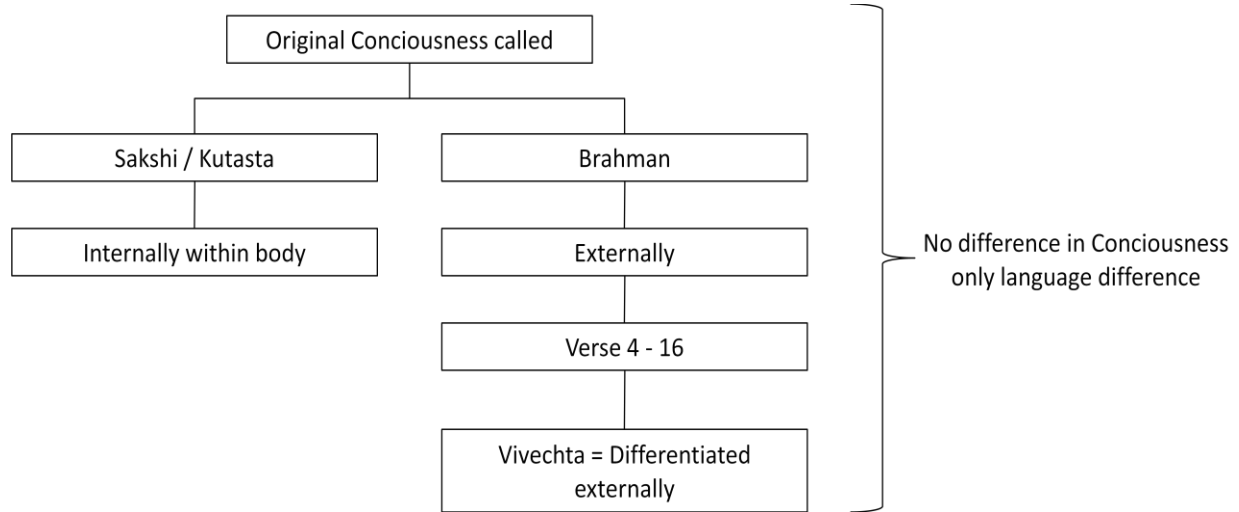 Original Conciousness called
Sakshi / Kutasta
Brahman
Internally within body
Externally
Verse 4 - 16
Vivechta = Differentiated
externally
No difference in Conciousness
only language difference